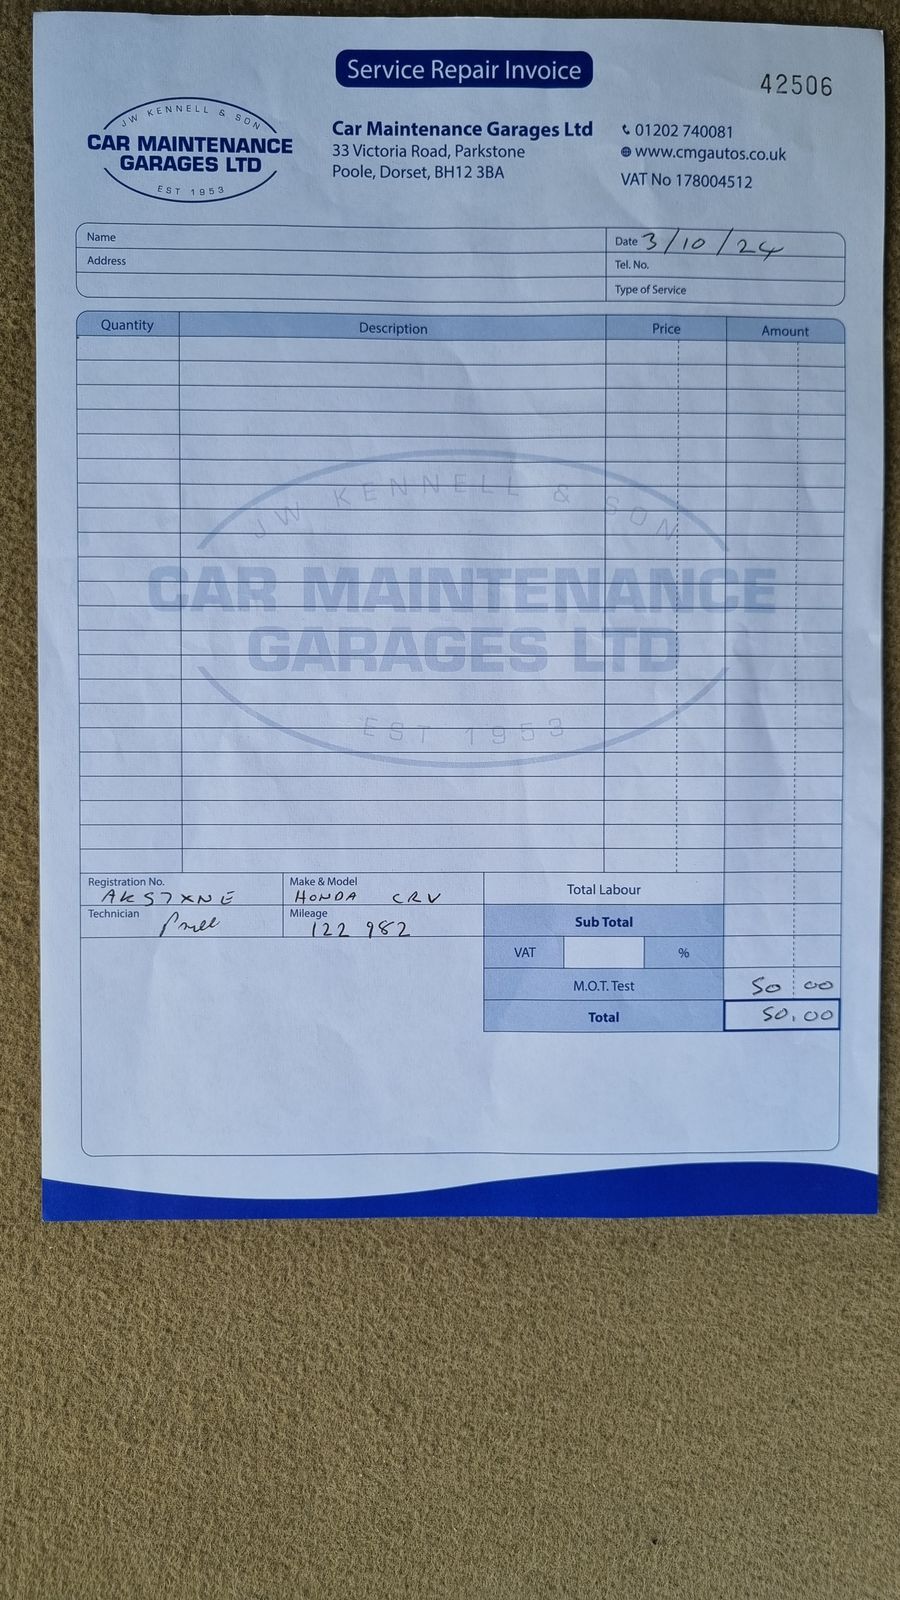 Service Repair Invoice
42506
JW KENNELL & SON
CAR MAINTENANCE
GARAGES LTD
EST 1953
Car Maintenance Garages Ltd
33 Victoria Road, Parkstone
Poole, Dorset, BH12 3BA
01202 740081
www.cmgautos.co.uk
VAT No 178004512
Name
Date 3/10/24
Address
Tel. No.
Type of Service
Quantity Description Price Amount
JW KENNELL & SON
CAR MAINTENANCE
GARAGES LTD
EST 1953
Registration No. Make & Model Total Labour
AK57XNE HONDA CRV
Technician Mileage Sub Total
122 982
VAT %
M.O.T. Test 50 00
Total 50.00